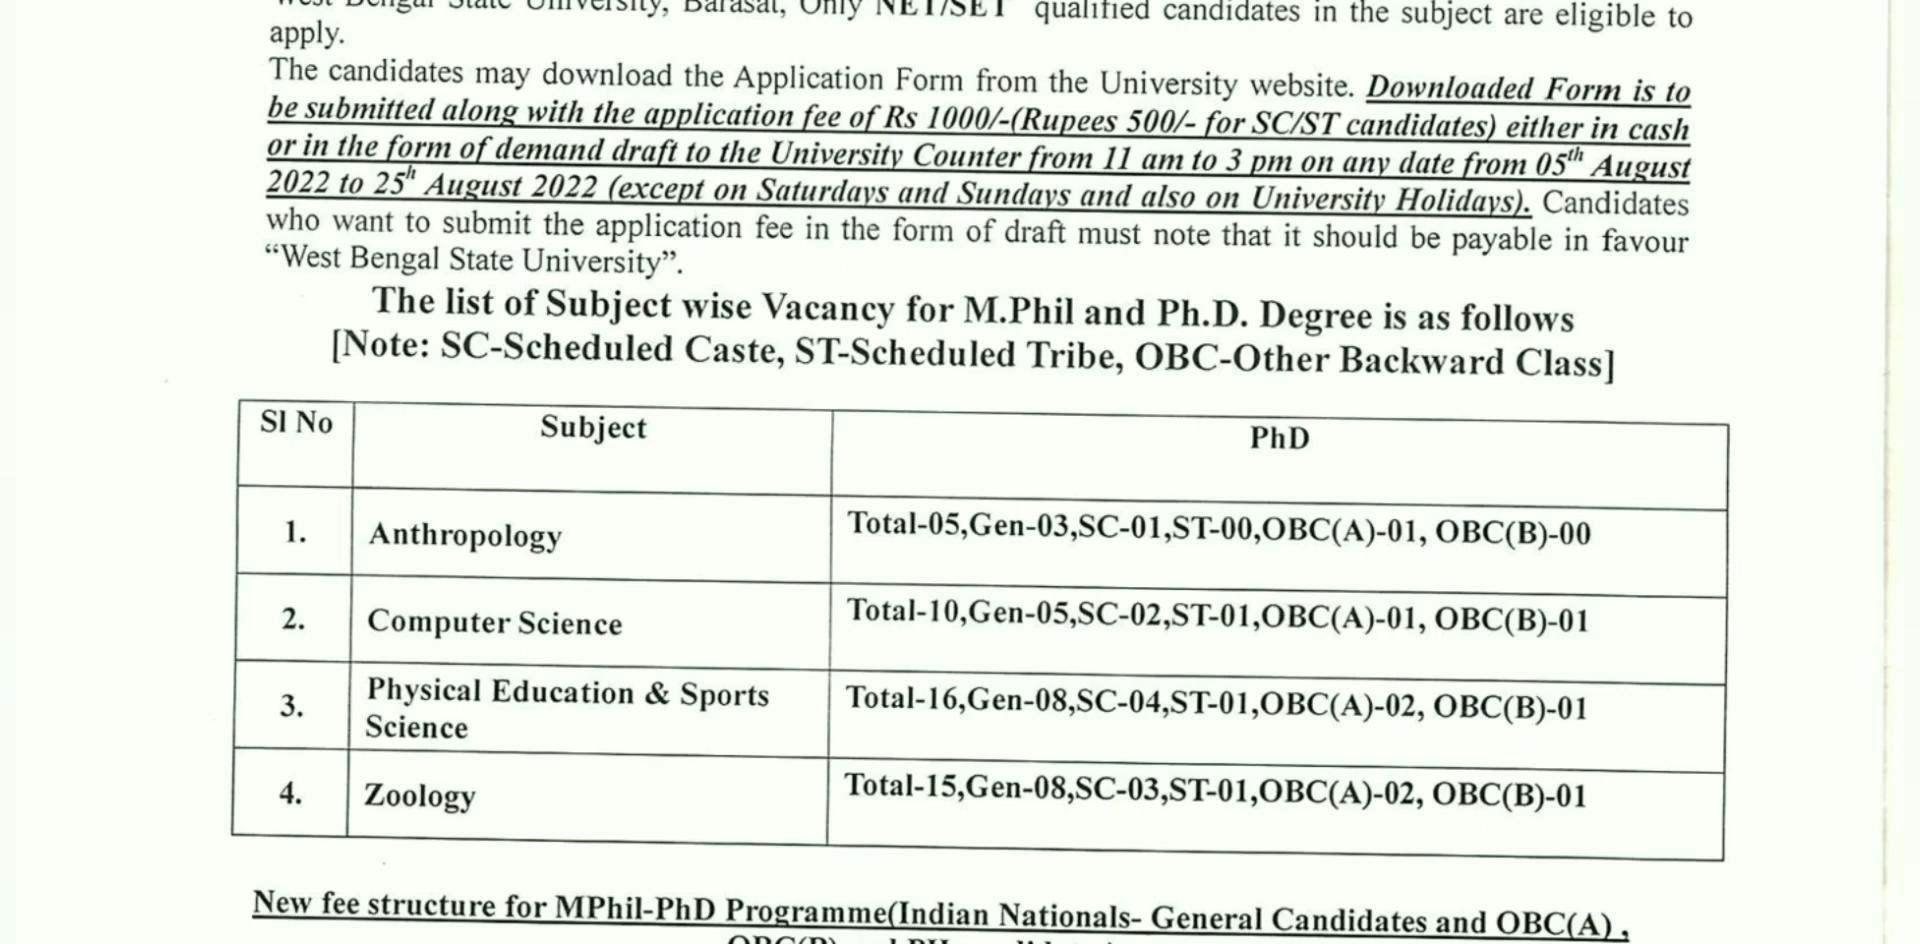 West Bengal State University, Barasat, Only NET/SET qualified candidates in the subject are eligible to
apply.
The candidates may download the Application Form from the University website. Downloaded Form is to
be submitted along with the application fee of Rs 1000/-(Rupees 500/- for SC/ST candidates) either in cash
or in the form of demand draft to the University Counter from 11 am to 3 pm on any date from 05th August
2022 to 25h August 2022 (except on Saturdays and Sundays and also on University Holidays). Candidates
who want to submit the application fee in the form of draft must note that it should be payable in favour
“West Bengal State University”.
The list of Subject wise Vacancy for M.Phil and Ph.D. Degree is as follows
[Note: SC-Scheduled Caste, ST-Scheduled Tribe, OBC-Other Backward Class]
Sl No Subject PhD
1. Anthropology Total-05,Gen-03,SC-01,ST-00,OBC(A)-01, OBC(B)-00
2. Computer Science Total-10,Gen-05,SC-02,ST-01,OBC(A)-01, OBC(B)-01
3. Physical Education & Sports Science Total-16,Gen-08,SC-04,ST-01,OBC(A)-02, OBC(B)-01
4. Zoology Total-15,Gen-08,SC-03,ST-01,OBC(A)-02, OBC(B)-01
New fee structure for MPhil-PhD Programme(Indian Nationals- General Candidates and OBC(A) ,